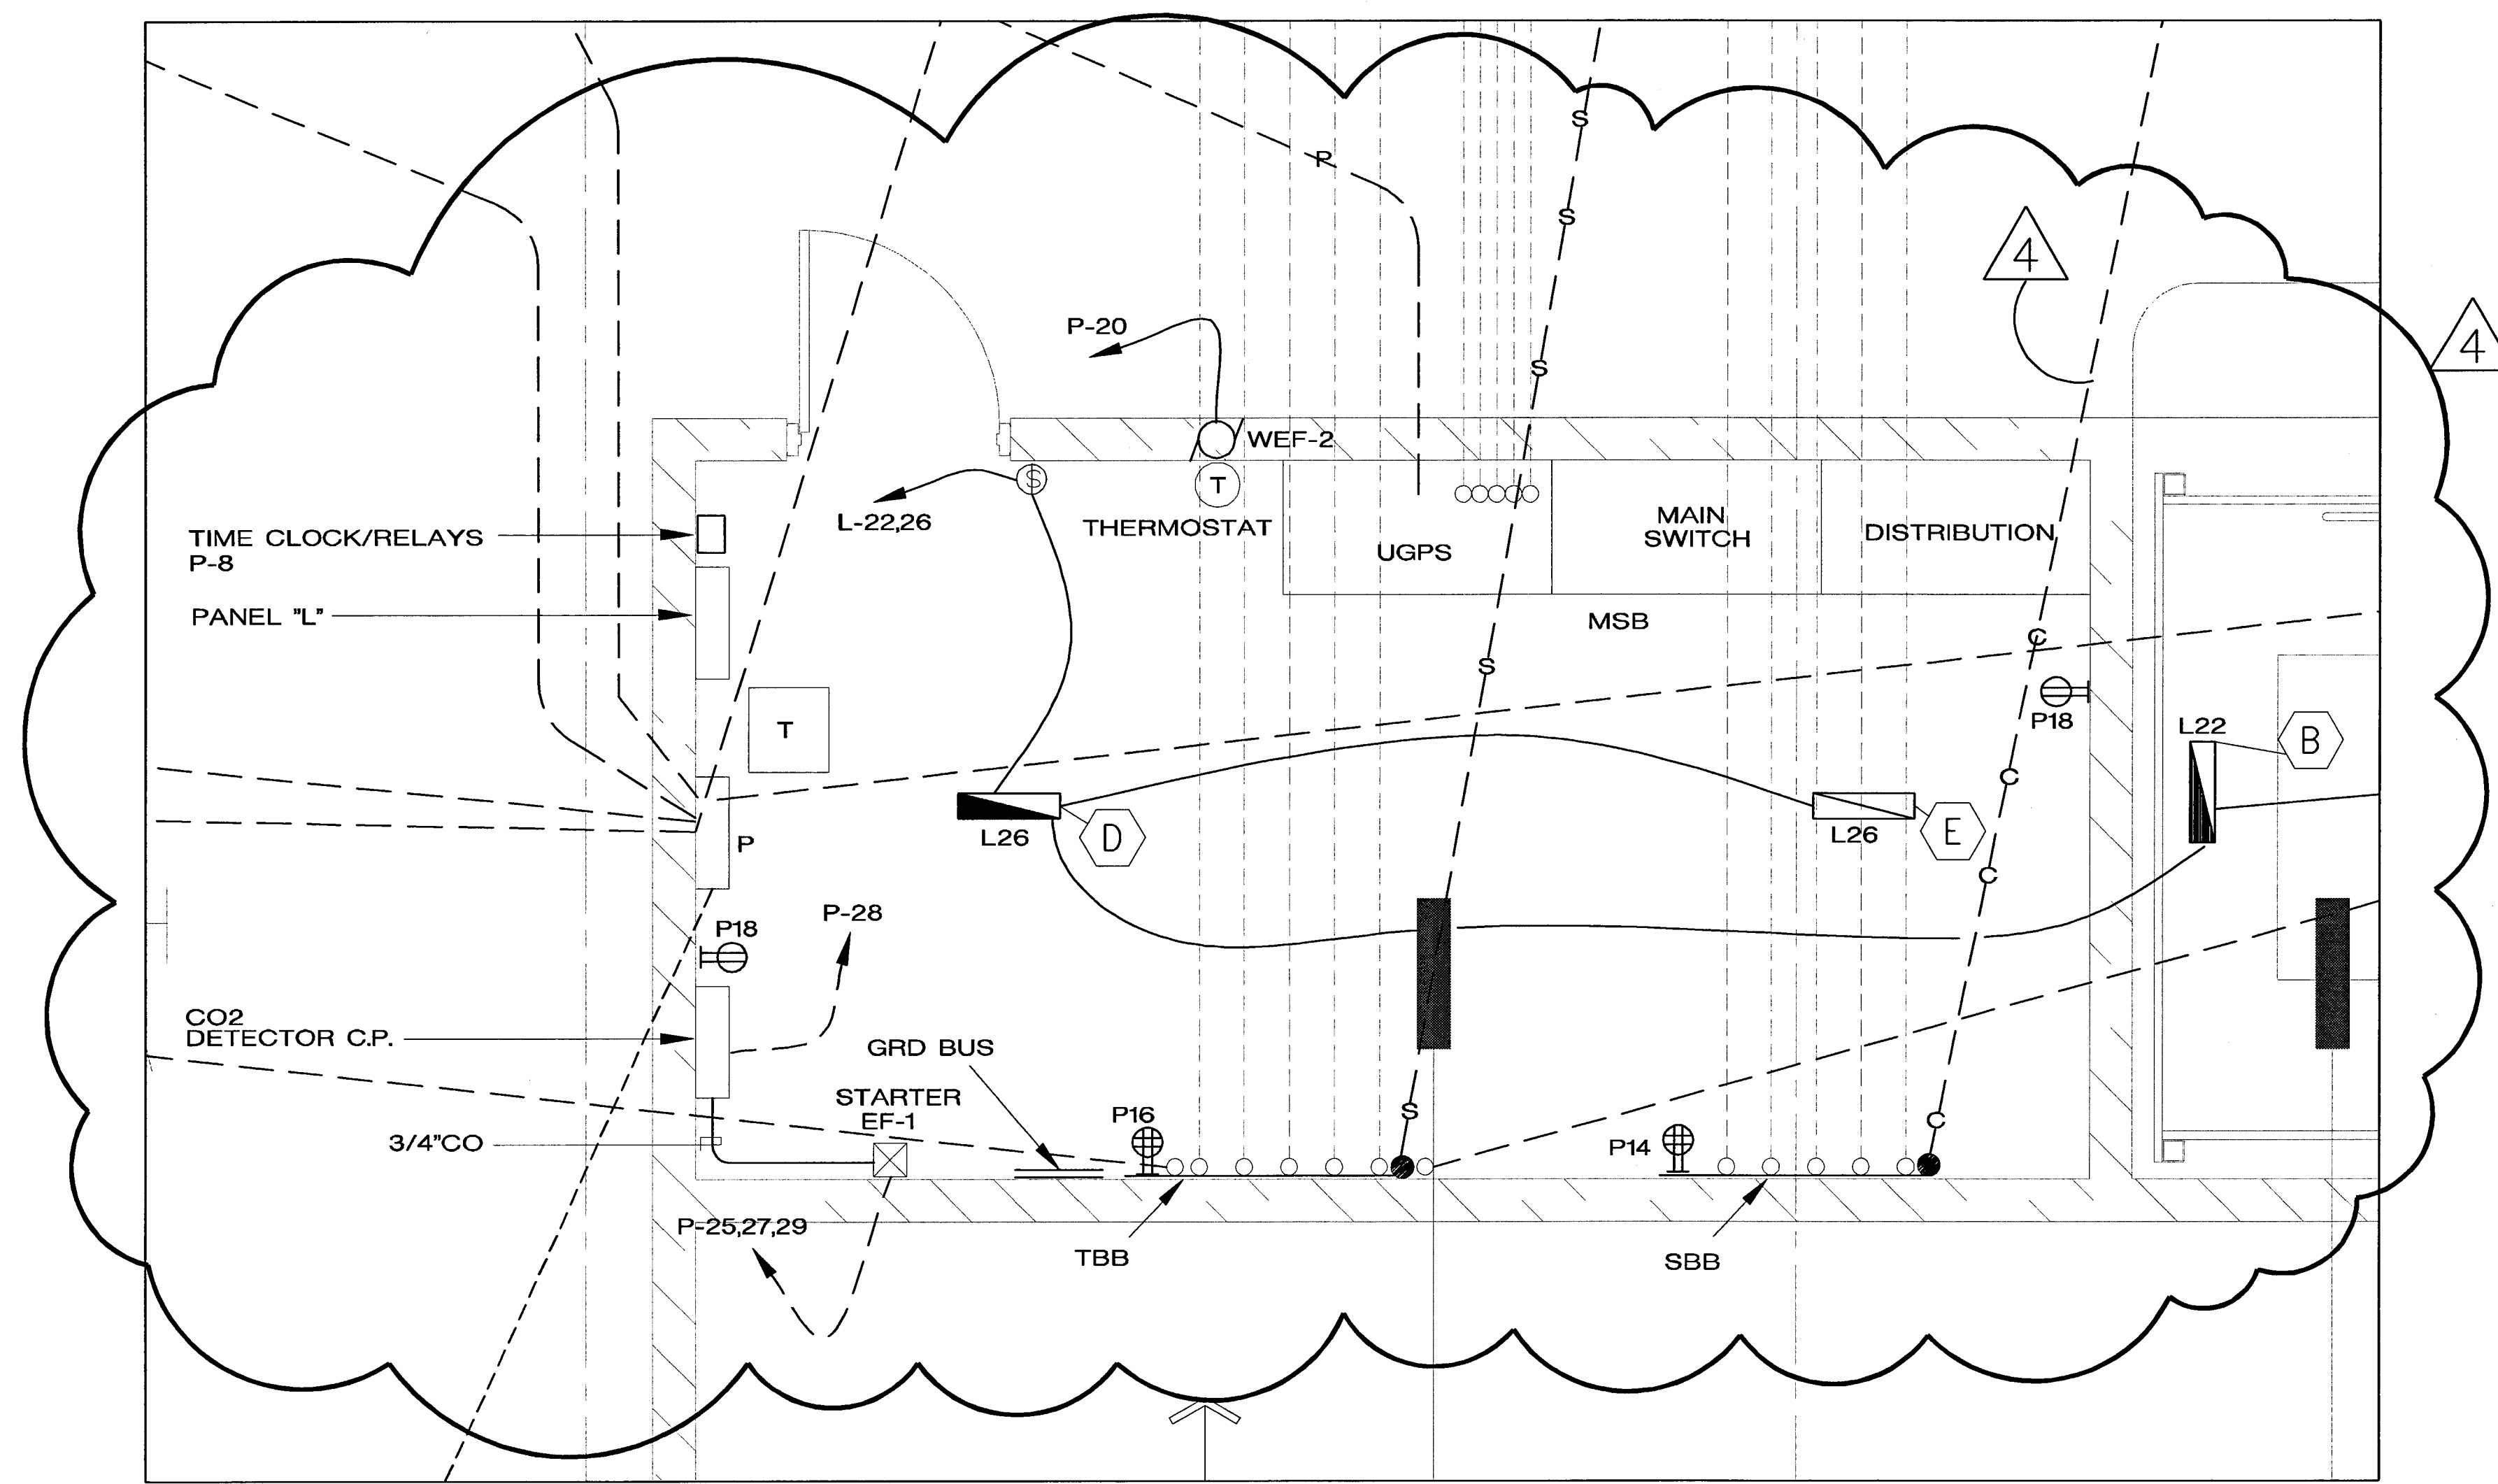 P
S
S
4
P-20
S
4
WEF-2
S
T
L-22,26
THERMOSTAT
TIME CLOCK/RELAYS
P-8
UGPS
MAIN
SWITCH
DISTRIBUTION
PANEL "L"
MSB
C
S
P18
T
L22
B
C
L26
D
L26
E
P
C
P-28
P18
CO2
DETECTOR C.P.
GRD BUS
STARTER
EF-1
P16
S
C
3/4"CO
P14
P-25,27,29
TBB
SBB